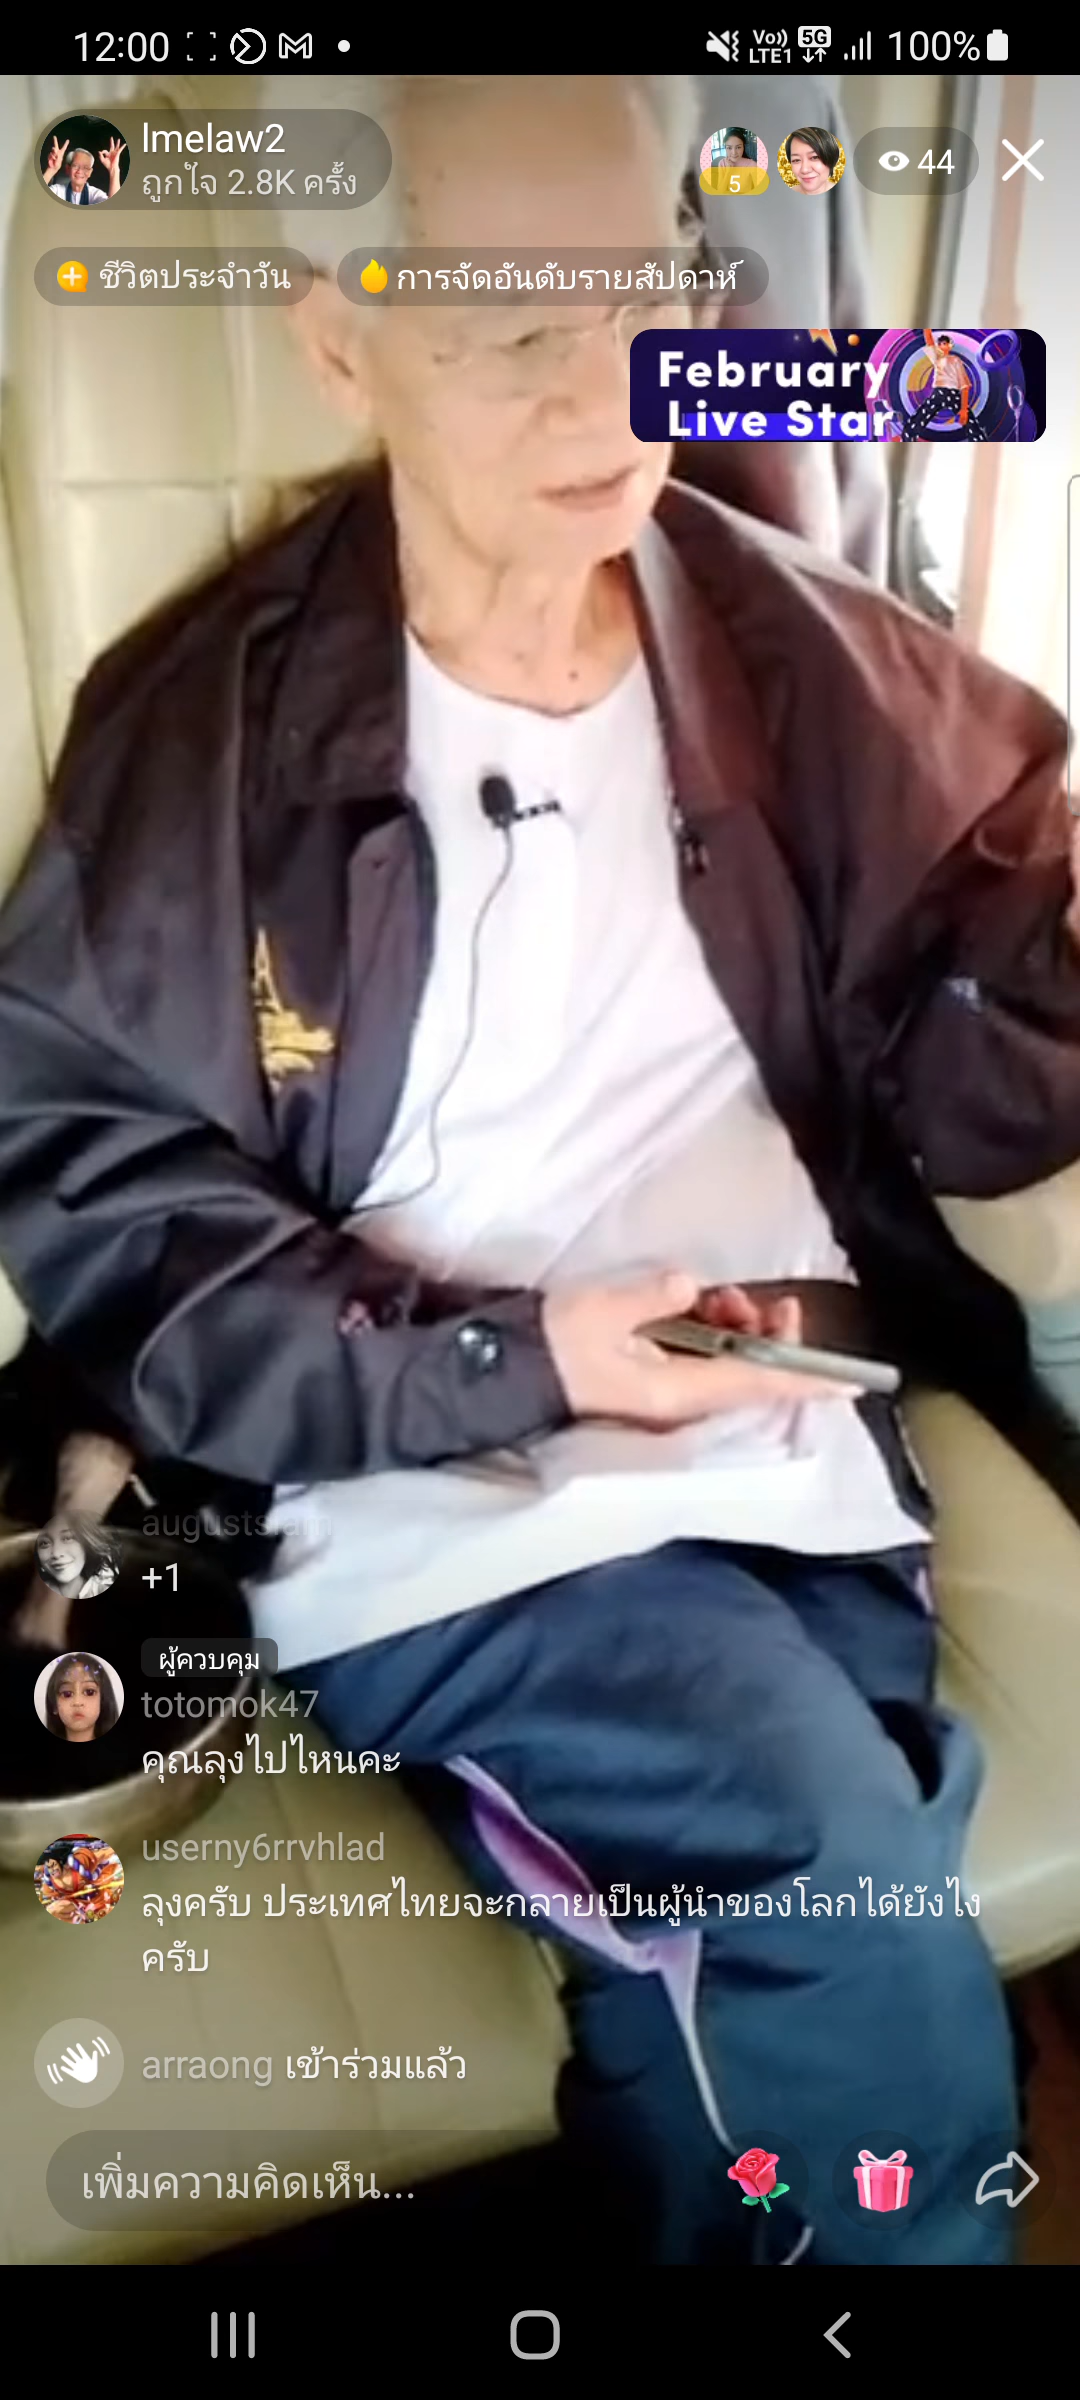 12:00
Vo)) LTE1 5G 100%
lmelaw2
ถูกใจ 2.8K ครั้ง
5
44
ชีวิตประจำวัน
การจัดอันดับรายสัปดาห์
February
Live Star
augustsiam
+1
ผู้ควบคุม
totomok47
คุณลุงไปไหนคะ
userny6rrvhlad
ลุงครับ ประเทศไทยจะกลายเป็นผู้นำของโลกได้ยังไง
ครับ
arraong เข้าร่วมแล้ว
เพิ่มความคิดเห็น...